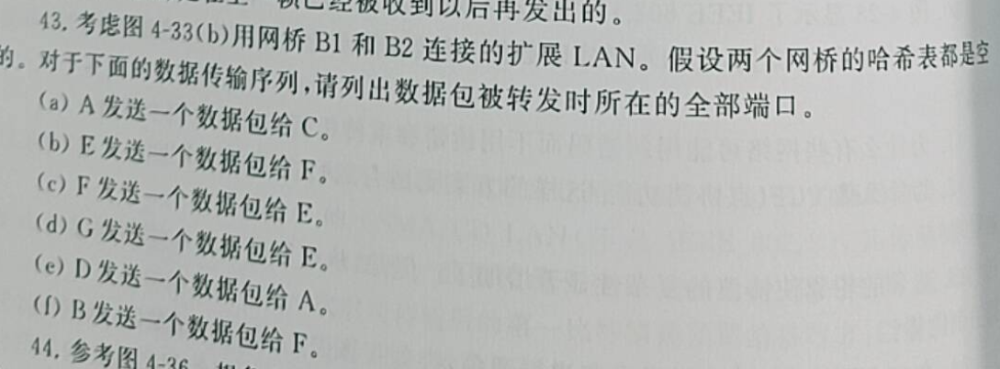 已经被收到以后再发出的。
43. 考虑图 4-33(b)用网桥 B1 和 B2 连接的扩展 LAN。假设两个网桥的哈希表都是空
的。对于下面的数据传输序列,请列出数据包被转发时所在的全部端口。
(a) A 发送一个数据包给 C。
(b) E 发送一个数据包给 F。
(c) F 发送一个数据包给 E。
(d) G 发送一个数据包给 E。
(e) D 发送一个数据包给 A。
(f) B 发送一个数据包给 F。
44. 参考图 4-36